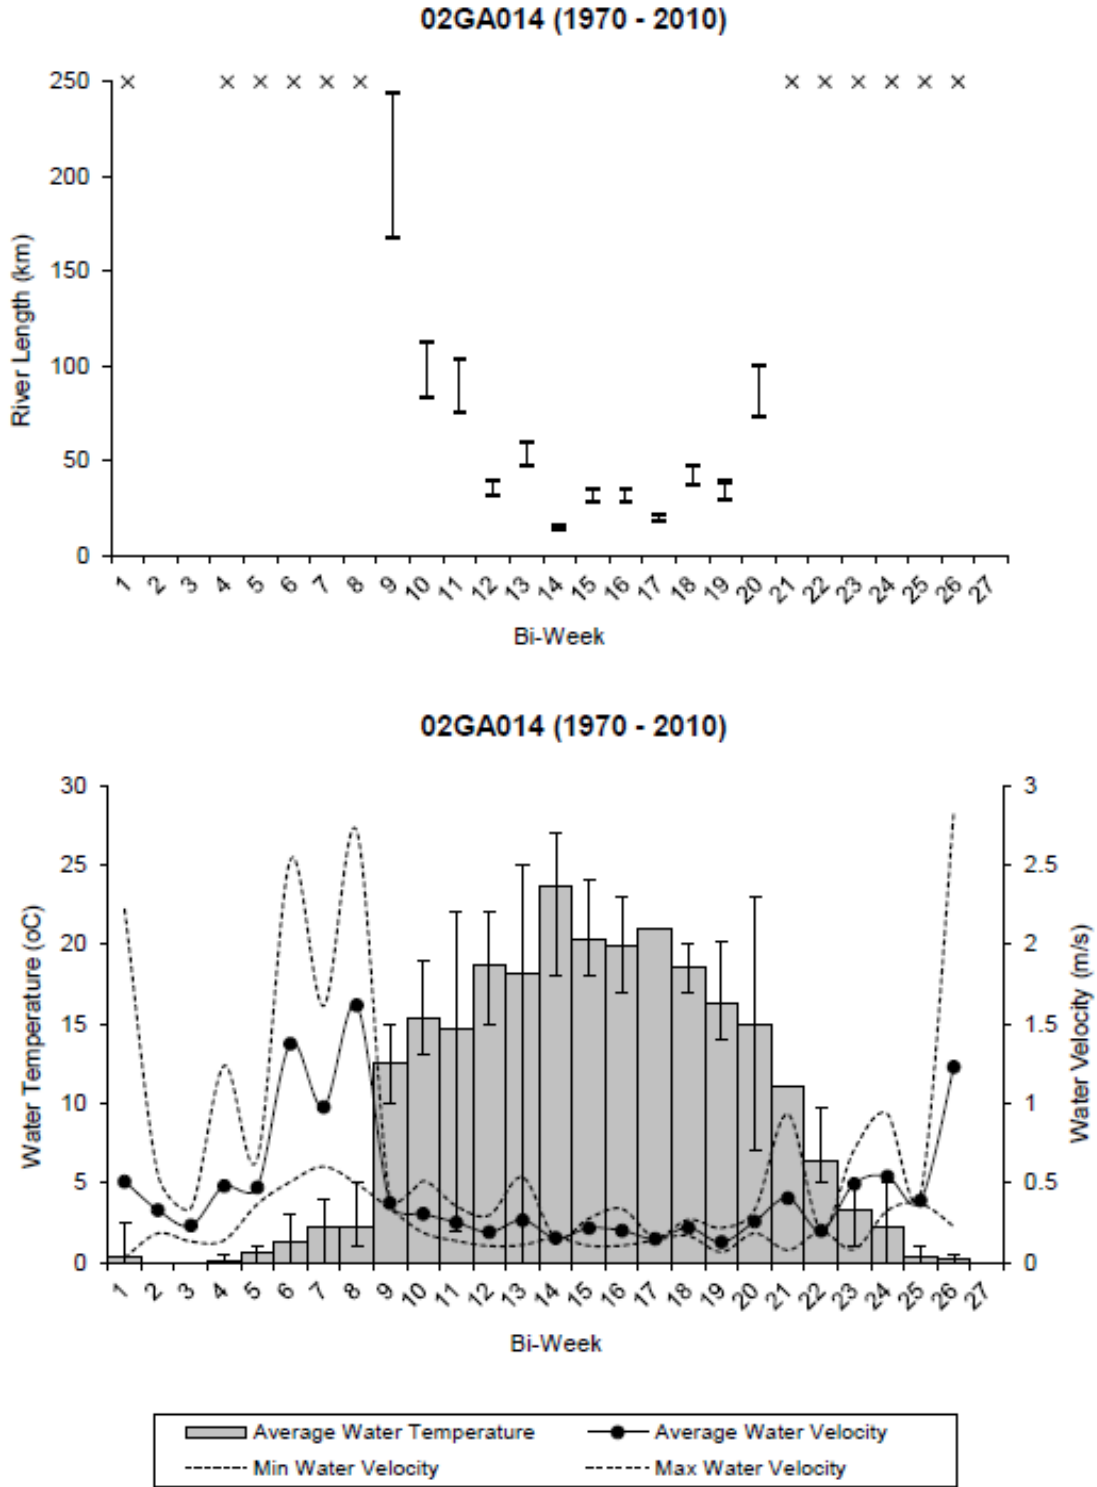 02GA014 (1970 - 2010)
250
200
150
100
50
0
River Length (km)
1 2 3 4 5 6 7 8 9 10 11 12 13 14 15 16 17 18 19 20 21 22 23 24 25 26 27
Bi-Week
02GA014 (1970 - 2010)
30
25
20
15
10
5
0
Water Temperature (oC)
3
2.5
2
1.5
1
0.5
0
Water Velocity (m/s)
1 2 3 4 5 6 7 8 9 10 11 12 13 14 15 16 17 18 19 20 21 22 23 24 25 26 27
Bi-Week
Average Water Temperature
Average Water Velocity
Min Water Velocity
Max Water Velocity